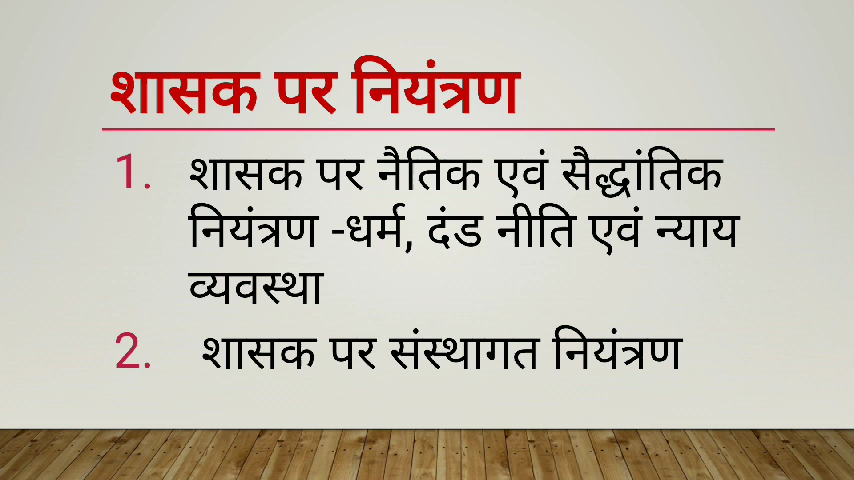 शासक पर नियंत्रण
1. शासक पर नैतिक एवं सैद्धांतिक
नियंत्रण -धर्म, दंड नीति एवं न्याय
व्यवस्था
2. शासक पर संस्थागत नियंत्रण